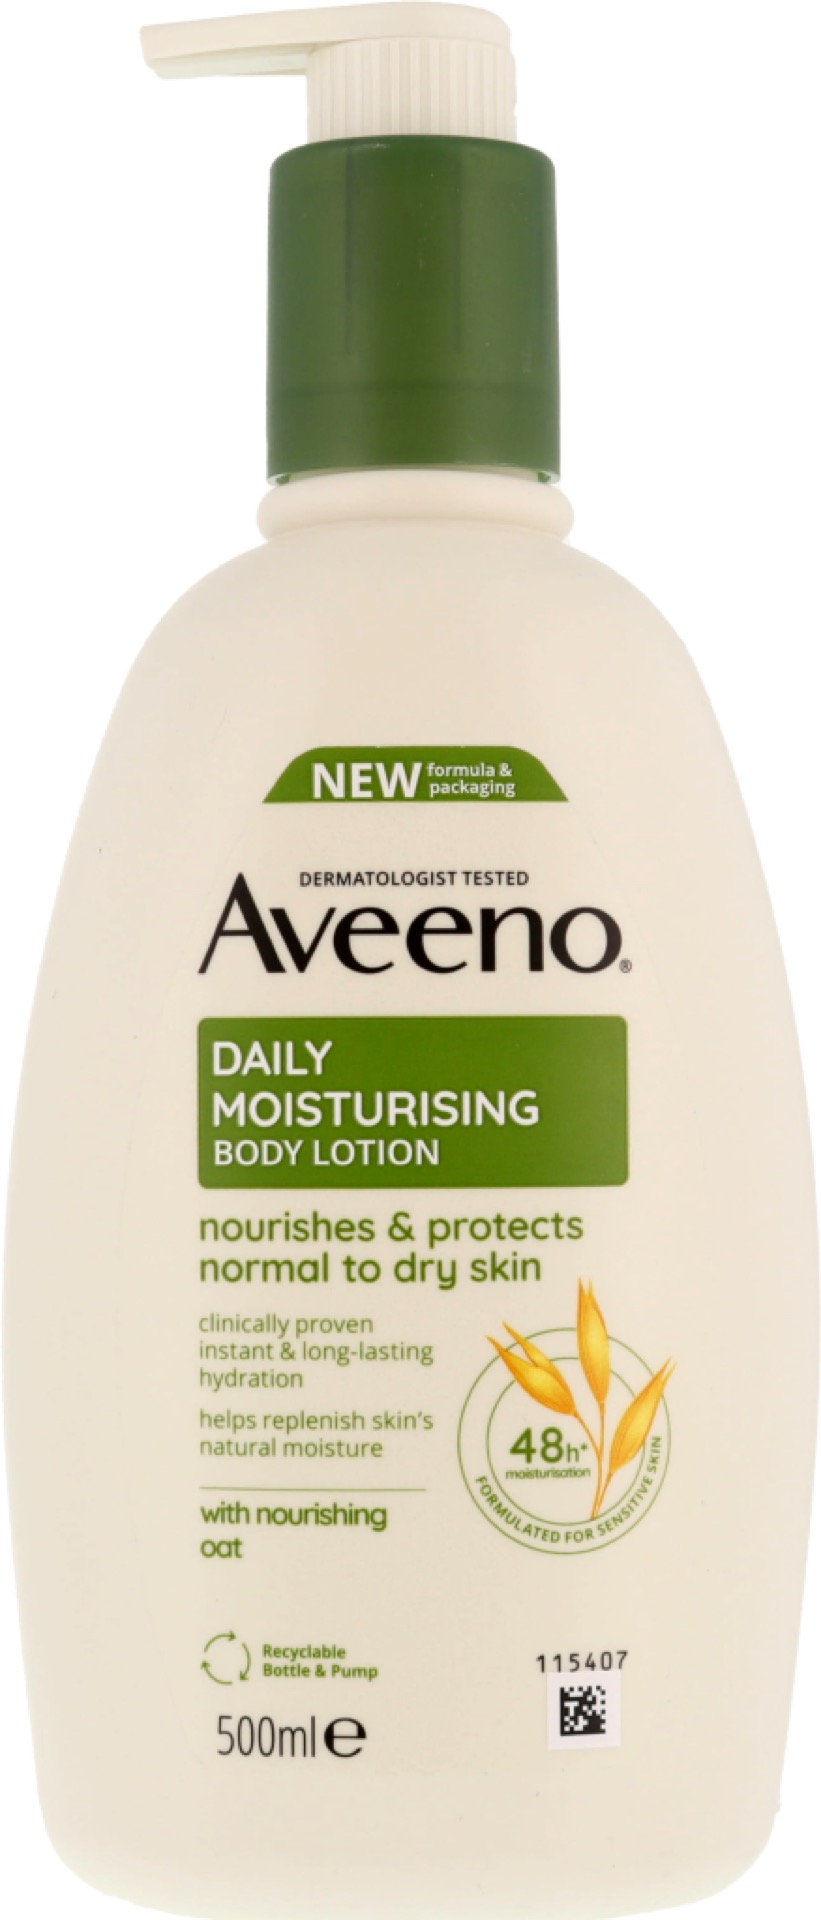 NEW formula &
packaging
DERMATOLOGIST TESTED
Aveeno®
DAILY
MOISTURISING
BODY LOTION
nourishes & protects
normal to dry skin
clinically proven
instant & long-lasting
hydration
helps replenish skin's
natural moisture
48h*
moisturisation
FORMULATED FOR SENSITIVE SKIN
with nourishing
oat
Recyclable
Bottle & Pump
115407
500ml e